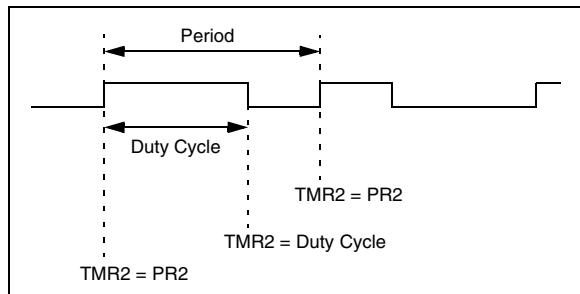 Period
Duty Cycle
TMR2 = PR2
TMR2 = Duty Cycle
TMR2 = PR2